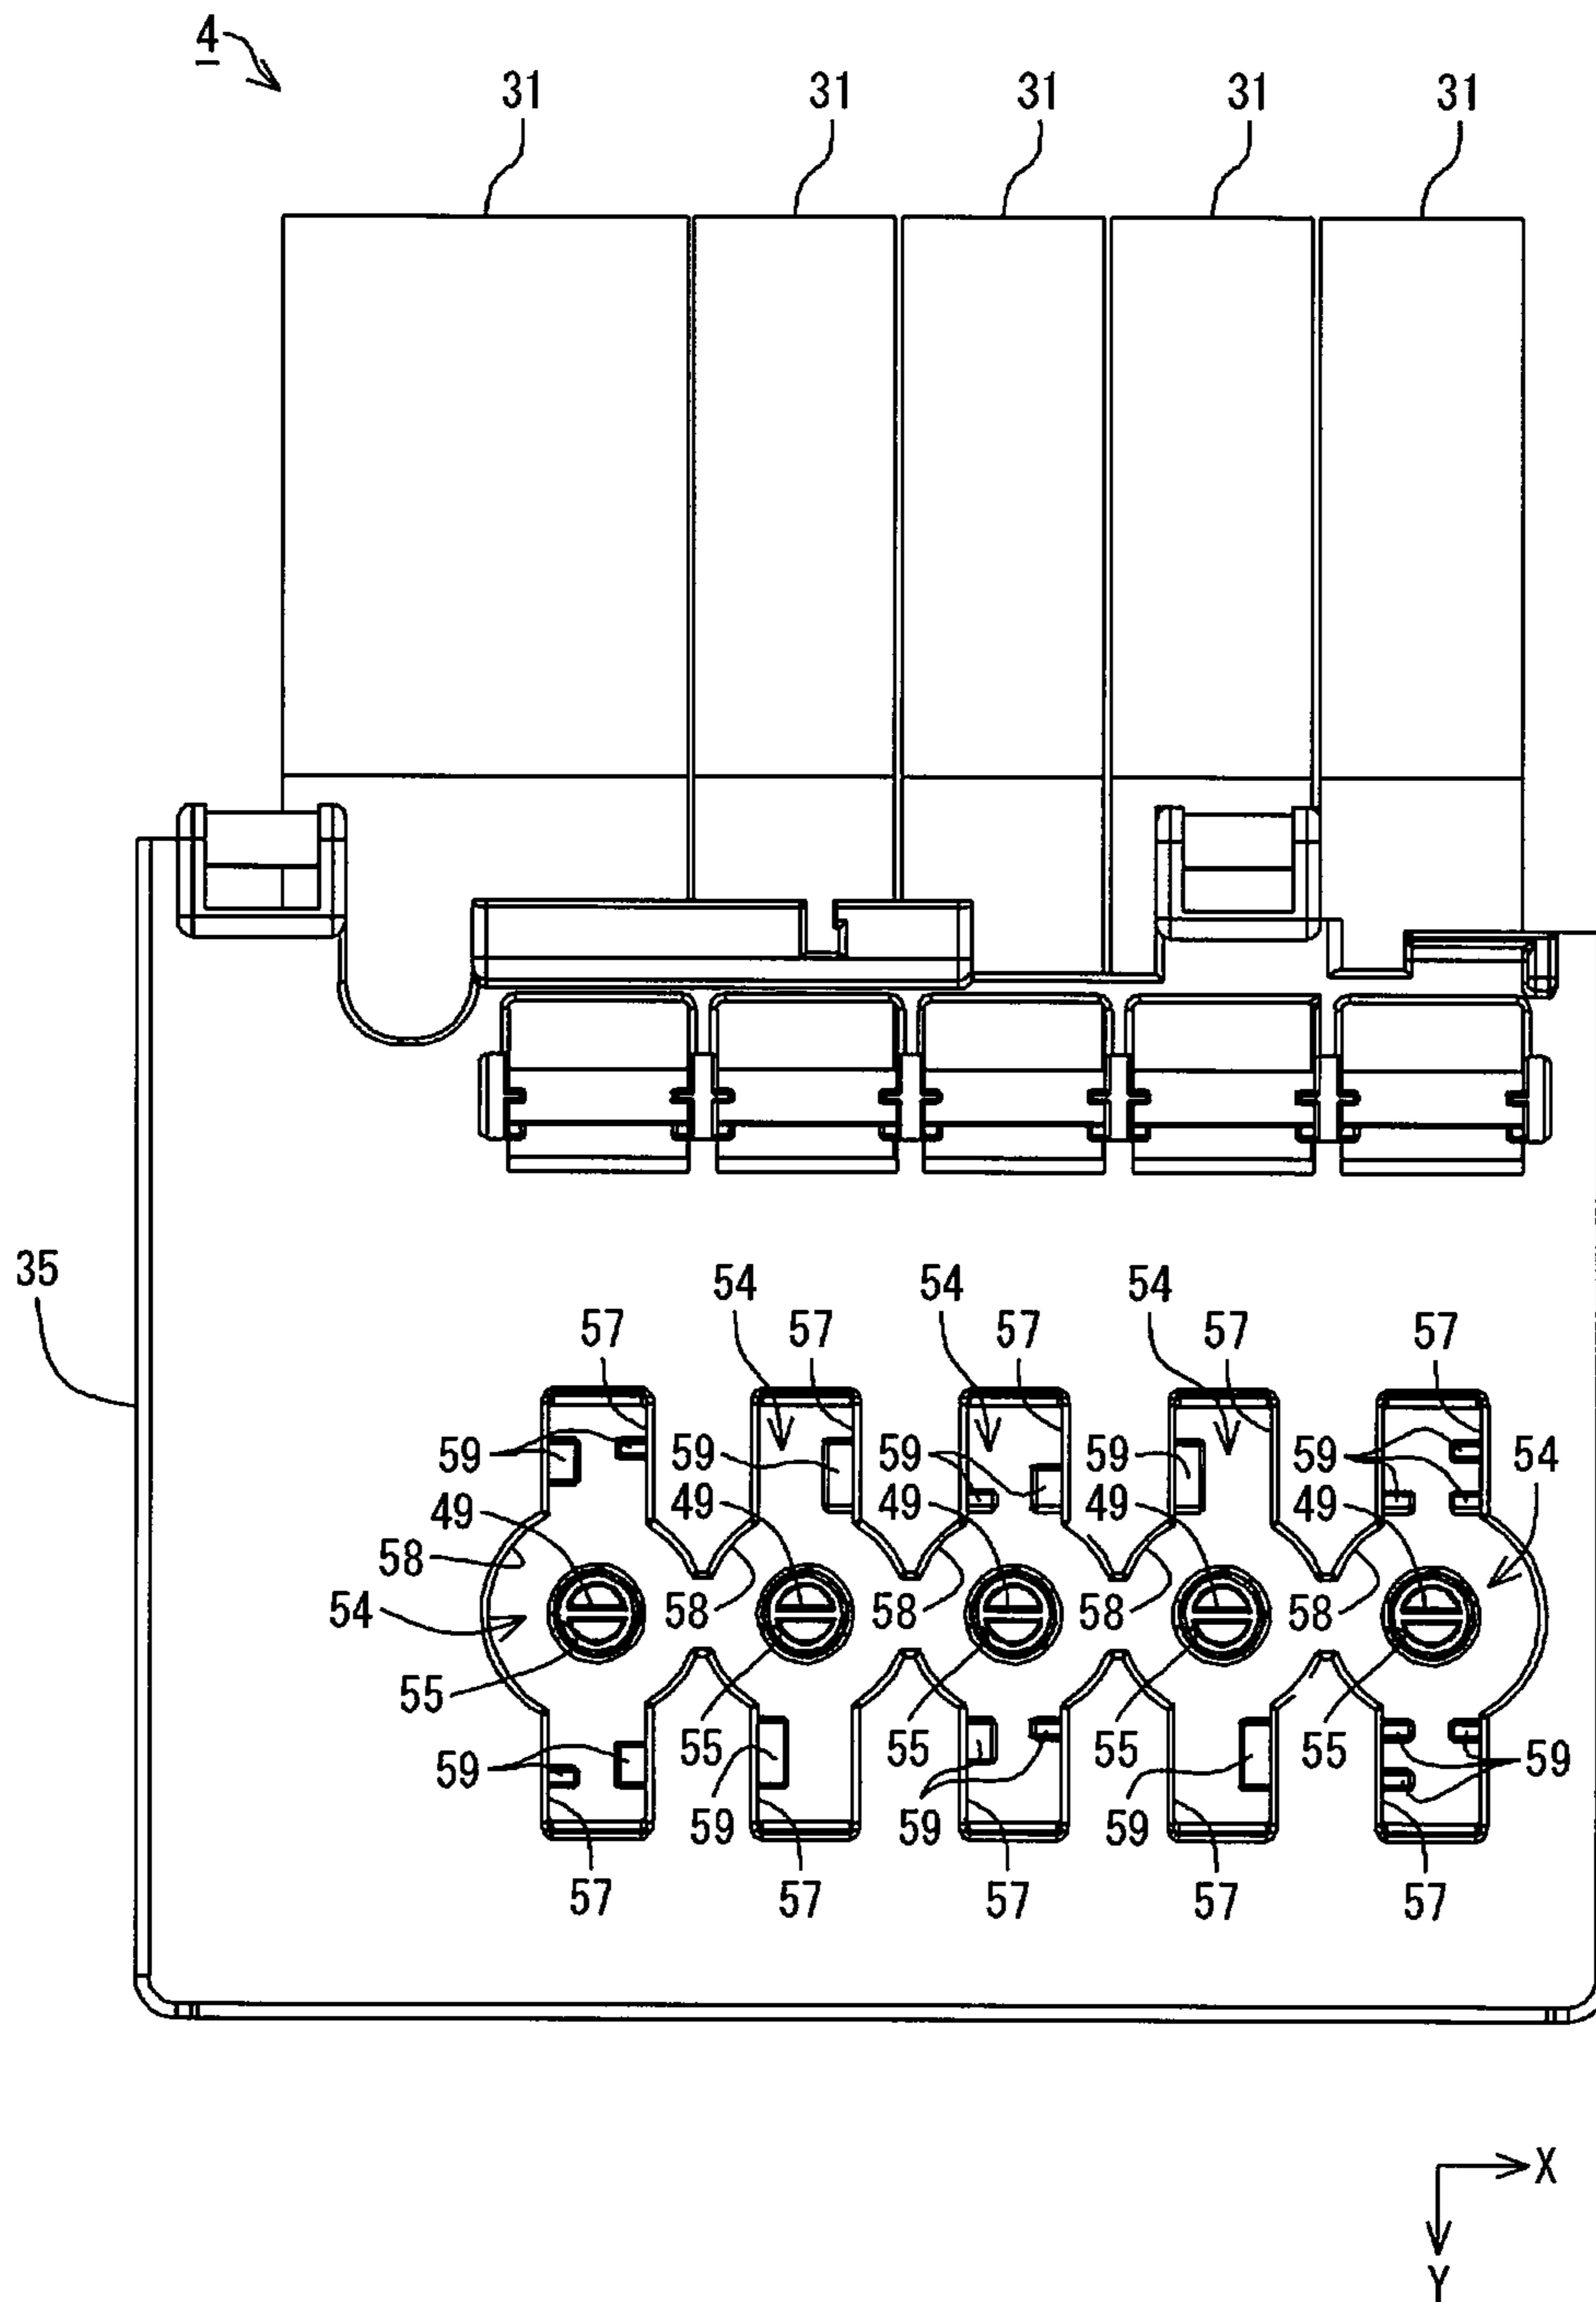 4
31 31 31 31 31
35
54 54 54
57 57 57 57 57
59 59 59 59 59 54
49 49 49 49 49
58
54 58 58 58 58
55
55 55 55 55
59 59 59 59 59
57 57 57 57 57
X
Y